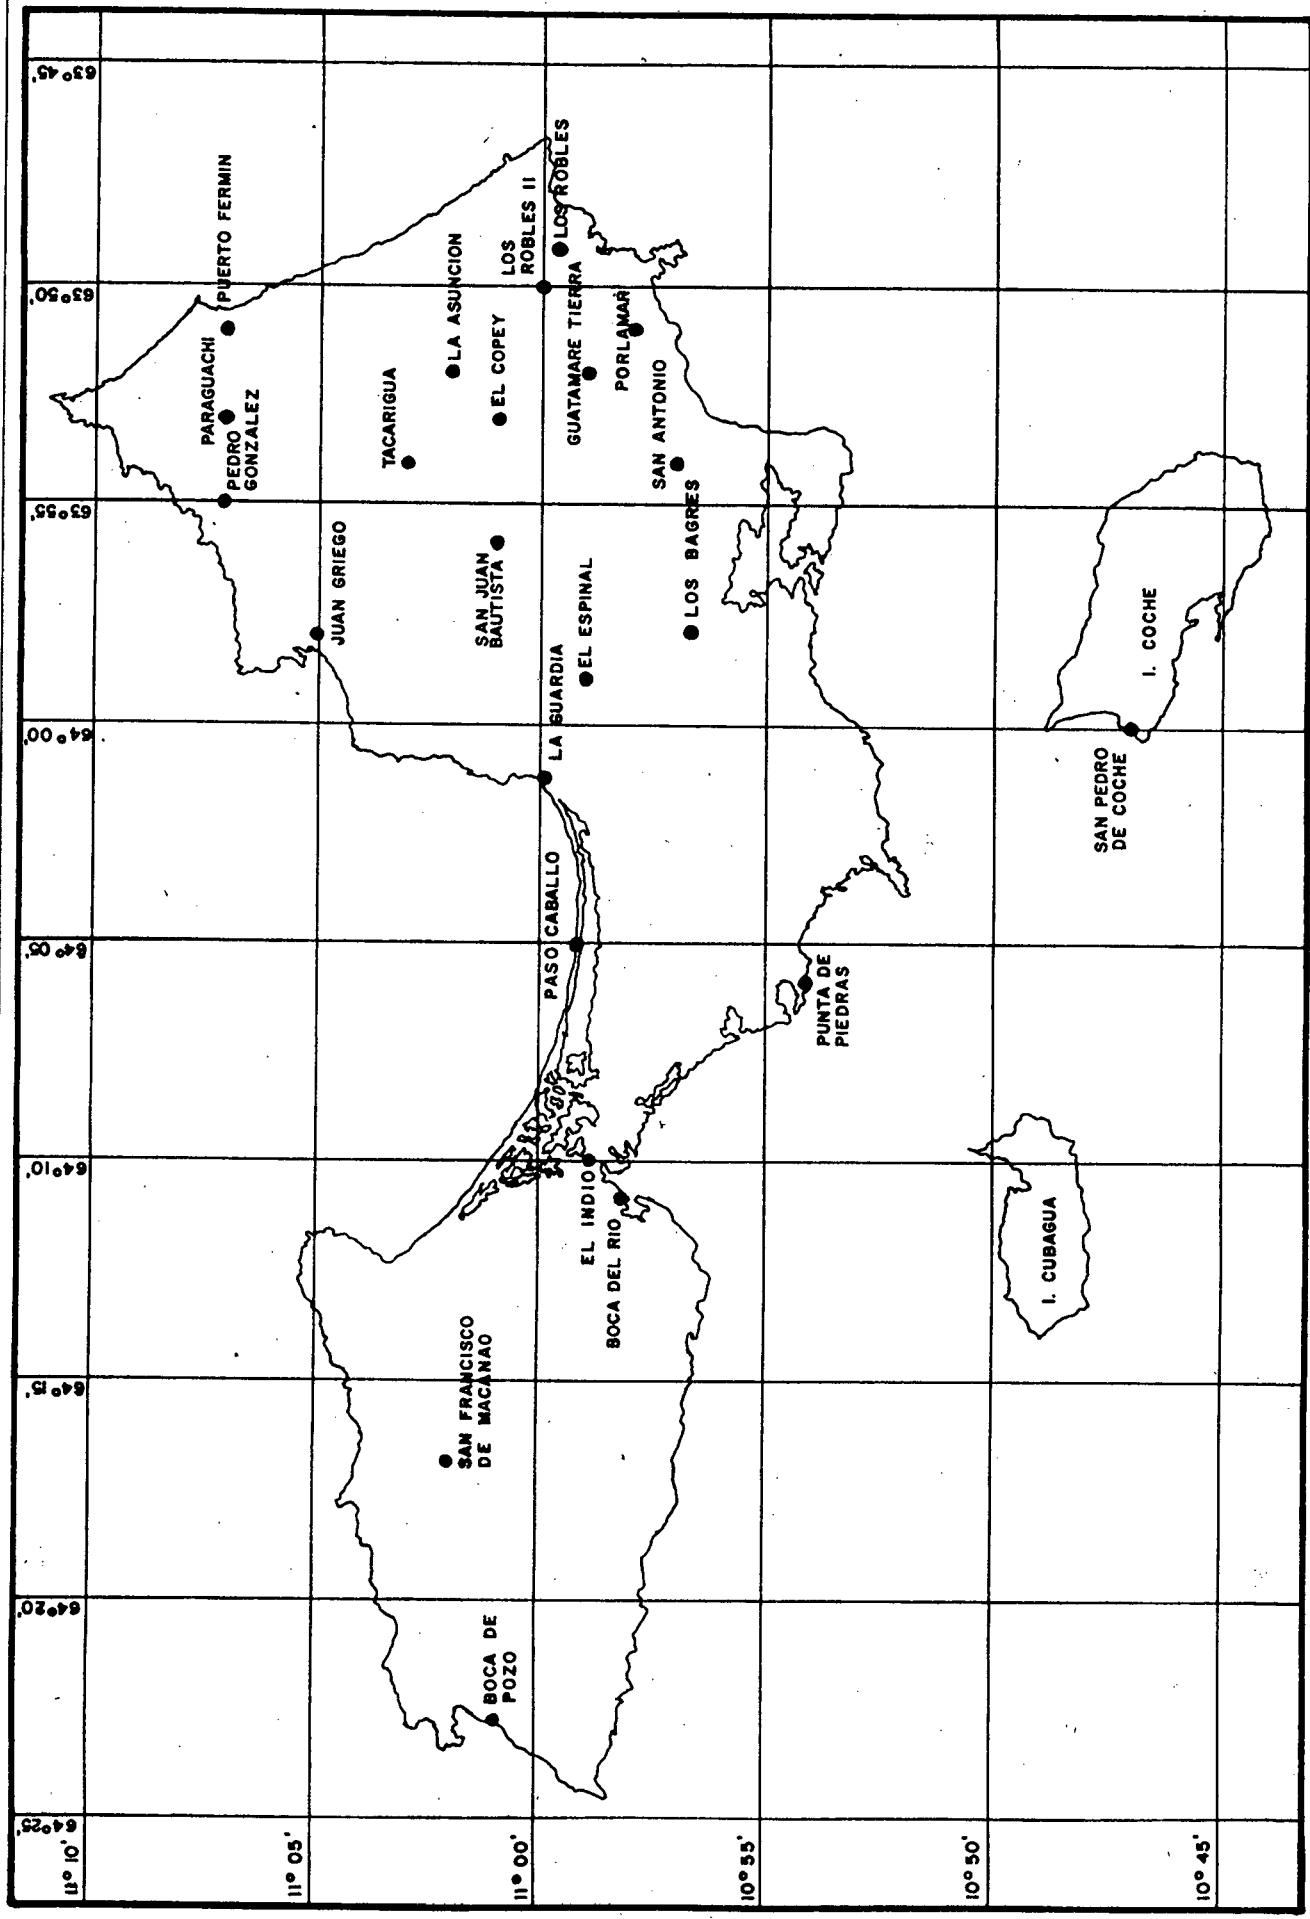 64°25'
64°20'
64°15'
64°10'
64°05'
64°00'
63°55'
63°50'
63°45'
11° 10'
11° 05'
11° 00'
10° 55'
10° 50'
10° 45'
PUERTO FERMIN
PARAGUACHI
PEDRO
GONZALEZ
JUAN GRIEGO
TACARIGUA
LA ASUNCION
EL COPEY
SAN JUAN
BAUTISTA
LOS
ROBLES II
LOS ROBLES
GUATAMARE TIERRA
PORLAMAR
SAN ANTONIO
LOS BAGRES
EL ESPINAL
LA GUARDIA
PASO CABALLO
EL INDIO
BOCA DEL RIO
SAN FRANCISCO
DE MACANAO
BOCA DE
POZO
PUNTA DE
PIEDRAS
I. COCHE
SAN PEDRO
DE COCHE
I. CUBAGUA